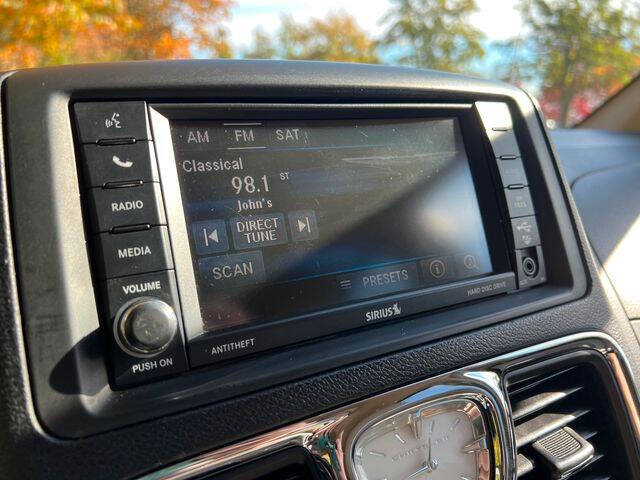 AM FM SAT
Classical
98.1 ST
John's
DIRECT
TUNE
SCAN
PRESETS
RADIO
MEDIA
VOLUME
PUSH ON
ANTITHEFT
SIRIUS
HARD DISC DRIVE